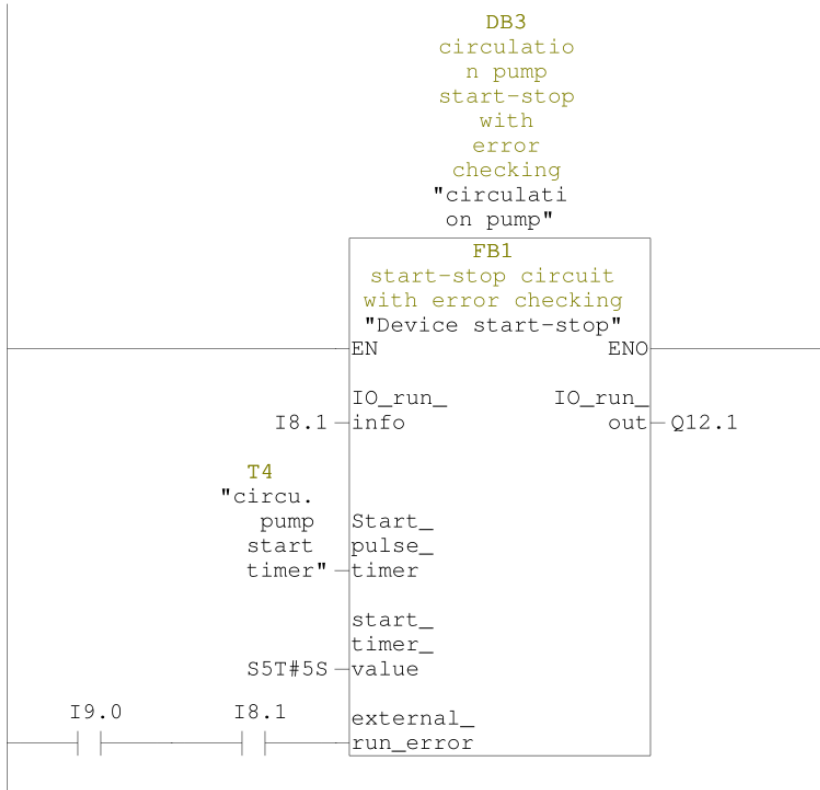 DB3
circulatio
n pump
start-stop
with
error
checking
"circulati
on pump"
FB1
start-stop circuit
with error checking
"Device start-stop"
EN ENO
IO_run_ IO_run_
I8.1 info out Q12.1
T4
"circu.
pump Start_
start pulse_
timer" timer
start_
timer_
S5T#5S value
I9.0 I8.1 external_
run_error